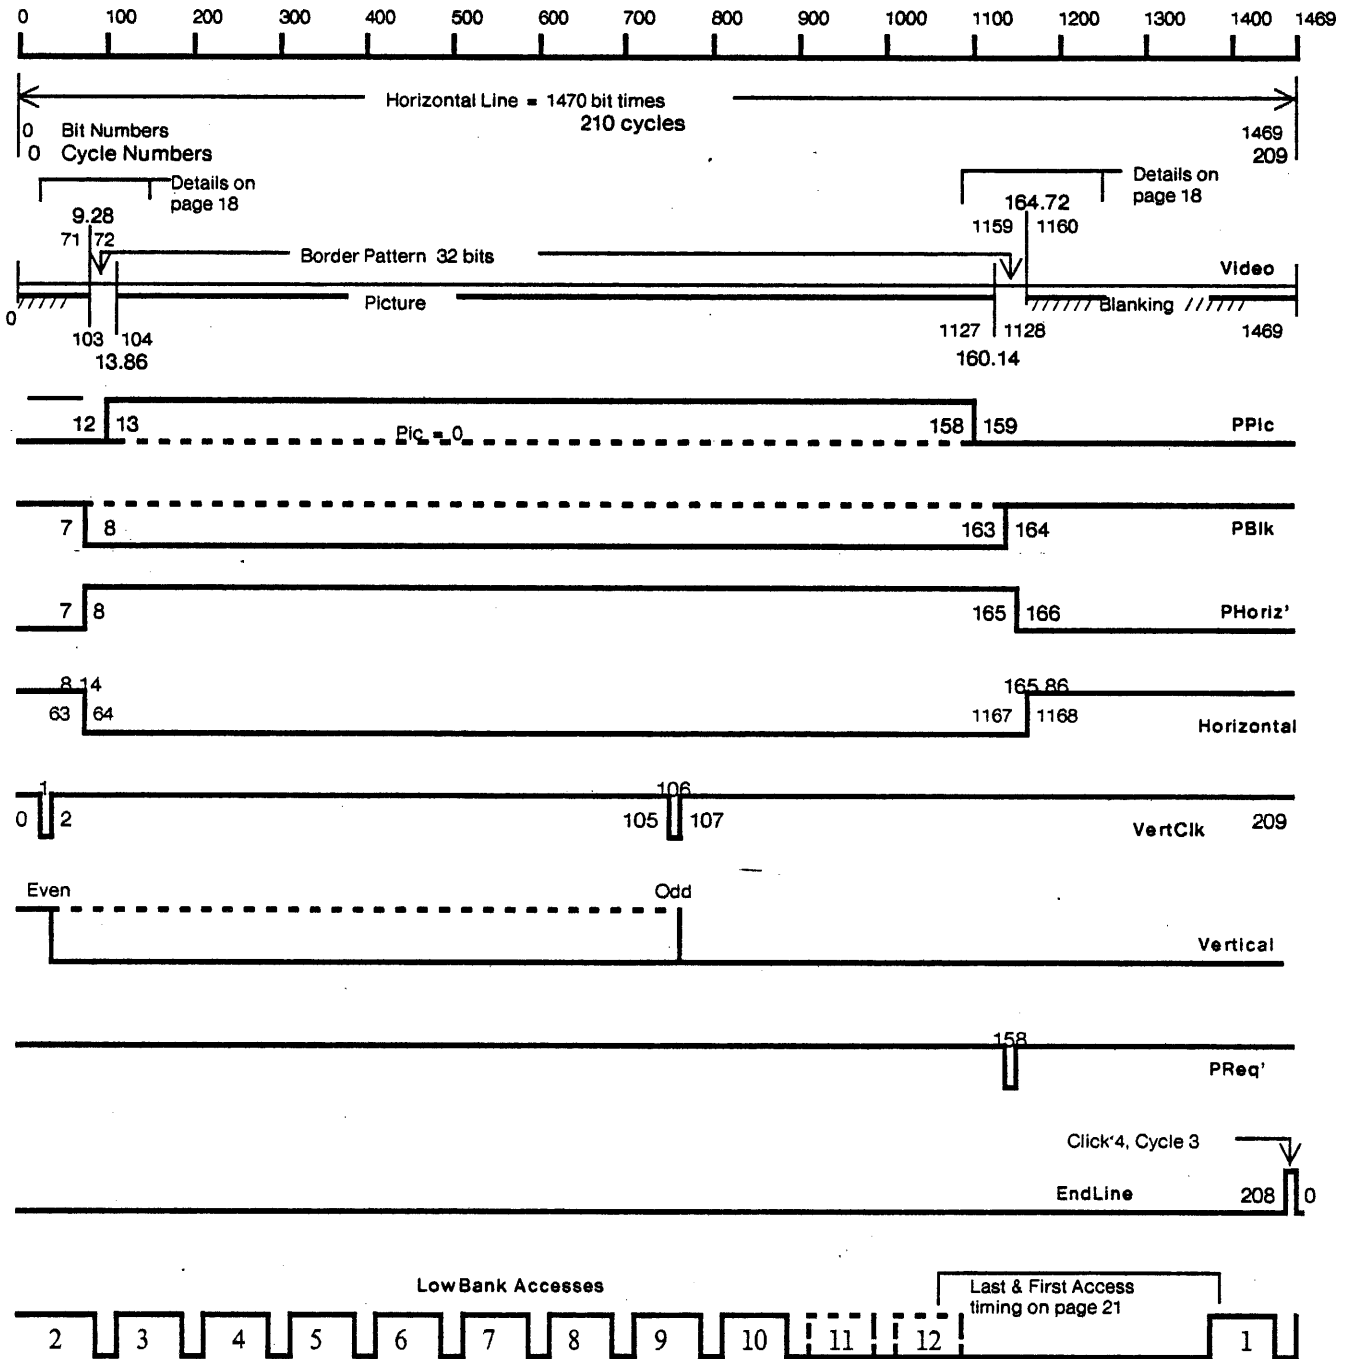 0 100 200 300 400 500 600 700 800 900 1000 1100 1200 1300 1400 1469
Horizontal Line = 1470 bit times
210 cycles
0 Bit Numbers 1469
0 Cycle Numbers 209
Details on
page 18
Details on
page 18
9.28 164.72
71 72 1159 1160
Border Pattern 32 bits
Video
Picture
Blanking
0
103 104 1127 1128 1469
13.86 160.14
12 13 Pic = 0 158 159 PPic
7 8 163 164 PBlk
7 8 165 166 PHoriz'
8.14 165.86
63 64 1167 1168
Horizontal
1 106
0 2 105 107 209
VertClk
Even Odd
Vertical
158
PReq'
Click 4, Cycle 3
EndLine 208 0
LowBank Accesses
Last & First Access
timing on page 21
2 3 4 5 6 7 8 9 10 11 12 1